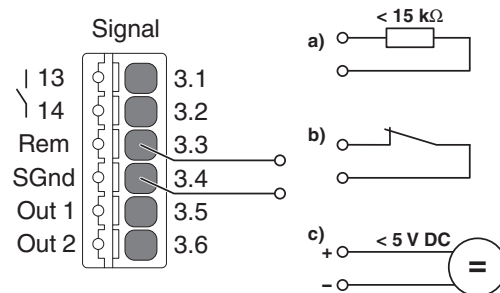 Signal
13
14
Rem
SGnd
Out 1
Out 2
3.1
3.2
3.3
3.4
3.5
3.6
a)
< 15 kΩ
b)
c)
+
< 5 V DC
–
=